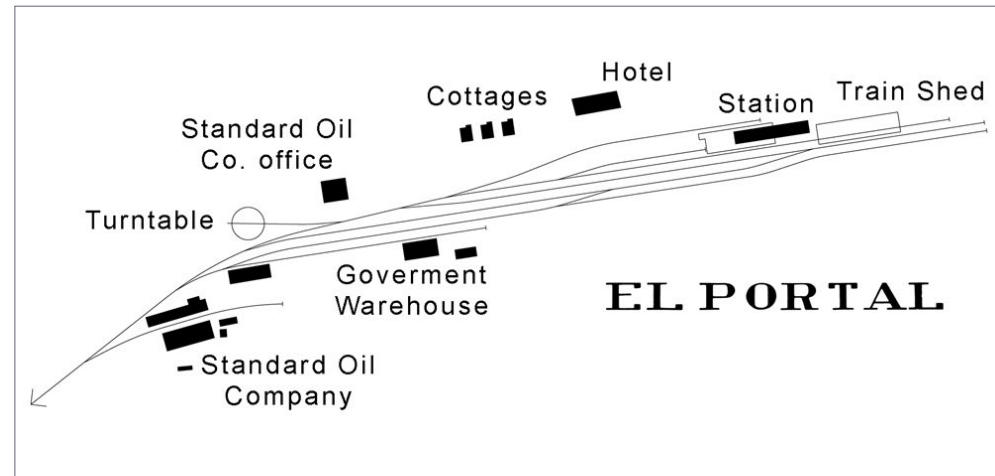 Hotel
Cottages
Station
Train Shed
Standard Oil
Co. office
Turntable
Goverment
Warehouse
EL PORTAL
Standard Oil
Company